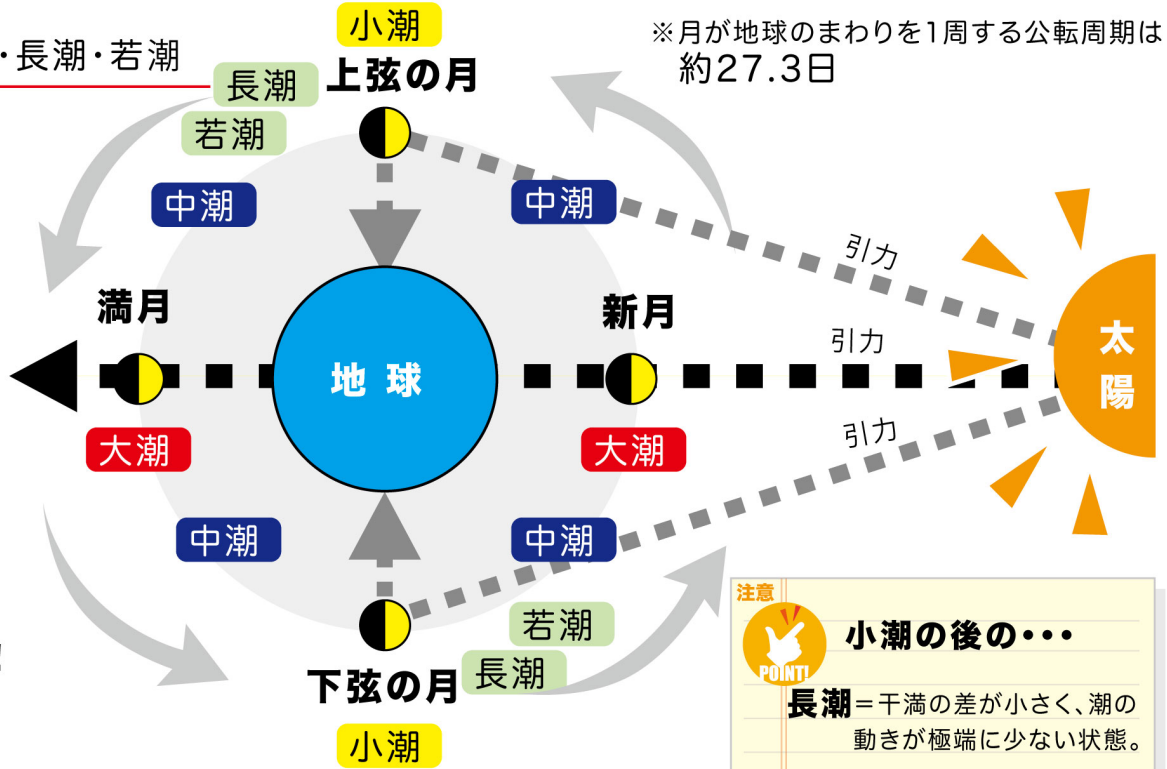 ・長潮・若潮
小潮
上弦の月
※月が地球のまわりを1周する公転周期は
約27.3日
長潮
若潮
中潮
中潮
引力
満月
新月
引力
太陽
地球
大潮
大潮
引力
中潮
中潮
若潮
長潮
下弦の月
小潮
!
注意
POINT!
小潮の後の・・・
長潮=干満の差が小さく、潮の
動きが極端に少ない状態。